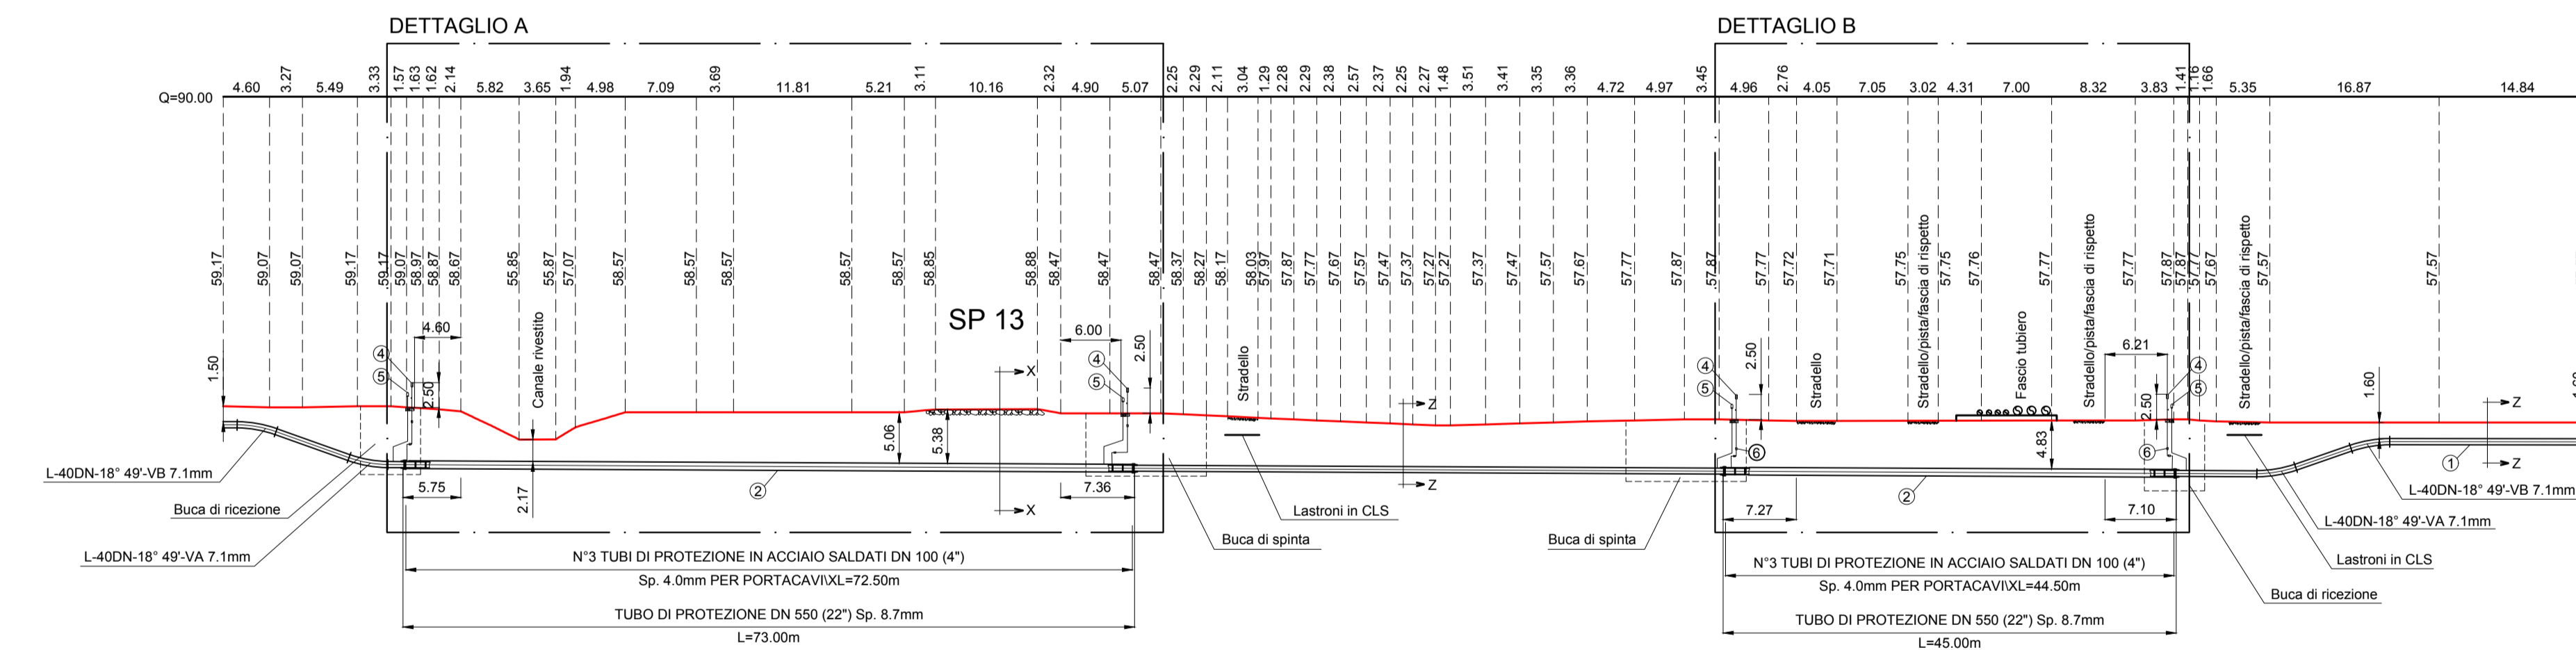 DETTAGLIO A
DETTAGLIO B
Q=90.00
4.60 3.27 5.49 3.33 1.57 1.63 1.62 2.14 5.82 3.65 1.94 4.98 7.09 3.69 11.81 5.21 3.11 10.16 2.32 4.90 5.07 2.25 2.29 2.11 3.04 1.29 2.28 2.29 2.38 2.57 2.37 2.25 2.27 1.48 3.51 3.41 3.35 3.36 4.72 4.97 3.45 4.96 2.76 4.05 7.05 3.02 4.31 7.00 8.32 3.83 1.41 1.16 1.66 5.35 16.87 14.84
59.17 59.07 59.07 59.17 59.17 59.07 58.97 58.87 58.67 55.85 55.87 57.07 58.57 58.57 58.57 58.57 58.57 58.85 58.88 58.47 58.47 58.47 58.37 58.27 58.17 58.03 57.97 57.87 57.77 57.67 57.57 57.47 57.37 57.27 57.27 57.37 57.47 57.57 57.67 57.77 57.87 57.87 57.77 57.72 57.71 57.75 57.75 57.76 57.77 57.77 57.87 57.87 57.77 57.67 57.57 57.57
Canale rivestito
SP 13
Stradello
Stradello
Stradello/pista/fascia di rispetto
Fascio tubiero
Stradello/pista/fascia di rispetto
Stradello/pista/fascia di rispetto
1.50
4.60
4
5
2.50
6.00
4
5
2.50
X
X
5.06
5.38
2.17
5.75
2
7.36
Z
Z
4
5
2.50
6
6.21
4
5
2.50
6
4.83
7.27
2
7.10
1.60
Z
Z
1
L-40DN-18° 49'-VB 7.1mm
Buca di ricezione
L-40DN-18° 49'-VA 7.1mm
Lastroni in CLS
Buca di spinta
Buca di spinta
L-40DN-18° 49'-VB 7.1mm
L-40DN-18° 49'-VA 7.1mm
Lastroni in CLS
Buca di ricezione
N°3 TUBI DI PROTEZIONE IN ACCIAIO SALDATI DN 100 (4")
Sp. 4.0mm PER PORTACAVI\XL=72.50m
TUBO DI PROTEZIONE DN 550 (22") Sp. 8.7mm
L=73.00m
N°3 TUBI DI PROTEZIONE IN ACCIAIO SALDATI DN 100 (4")
Sp. 4.0mm PER PORTACAVI\XL=44.50m
TUBO DI PROTEZIONE DN 550 (22") Sp. 8.7mm
L=45.00m